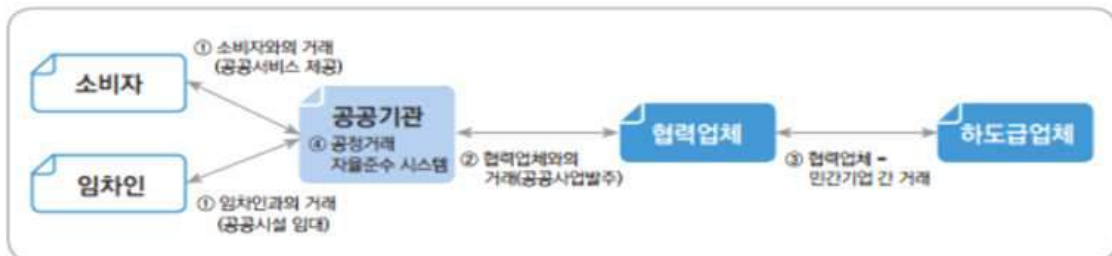 ① 소비자와의 거래
(공공서비스 제공)
소비자
공공기관
④ 공정거래
자율준수 시스템
협력업체
하도급업체
② 협력업체와의
거래(공공사업발주)
③ 협력업체 –
민간기업 간 거래
임차인
① 임차인과의 거래
(공공시설 임대)